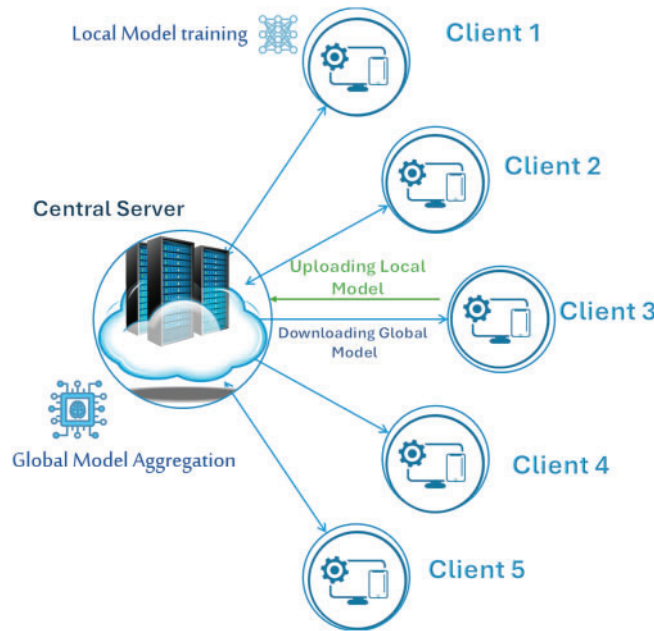 Local Model training
Client 1
Client 2
Central Server
Uploading Local
Model
Client 3
Downloading Global
Model
Global Model Aggregation
Client 4
Client 5